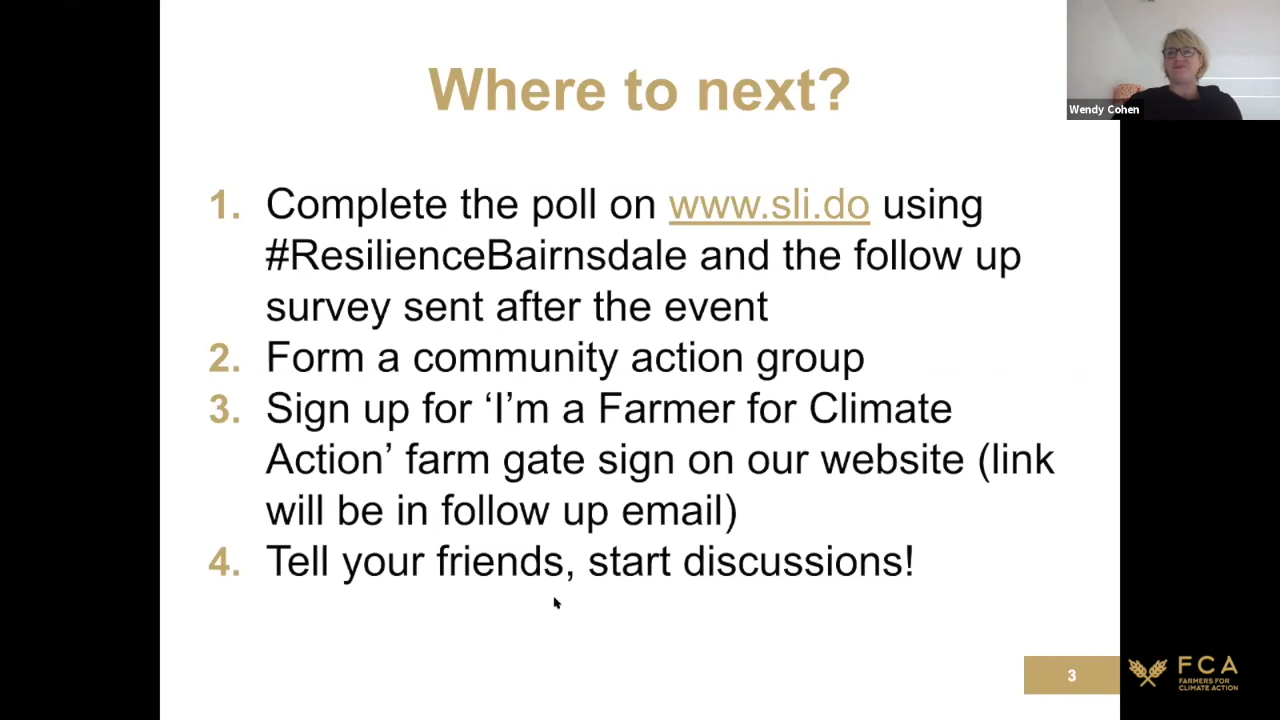 Where to next?
Wendy Cohen
1. Complete the poll on www.sli.do using
#ResilienceBairnsdale and the follow up
survey sent after the event
2. Form a community action group
3. Sign up for ‘I’m a Farmer for Climate
Action’ farm gate sign on our website (link
will be in follow up email)
4. Tell your friends, start discussions!
3
FCA
FARMERS FOR
CLIMATE ACTION